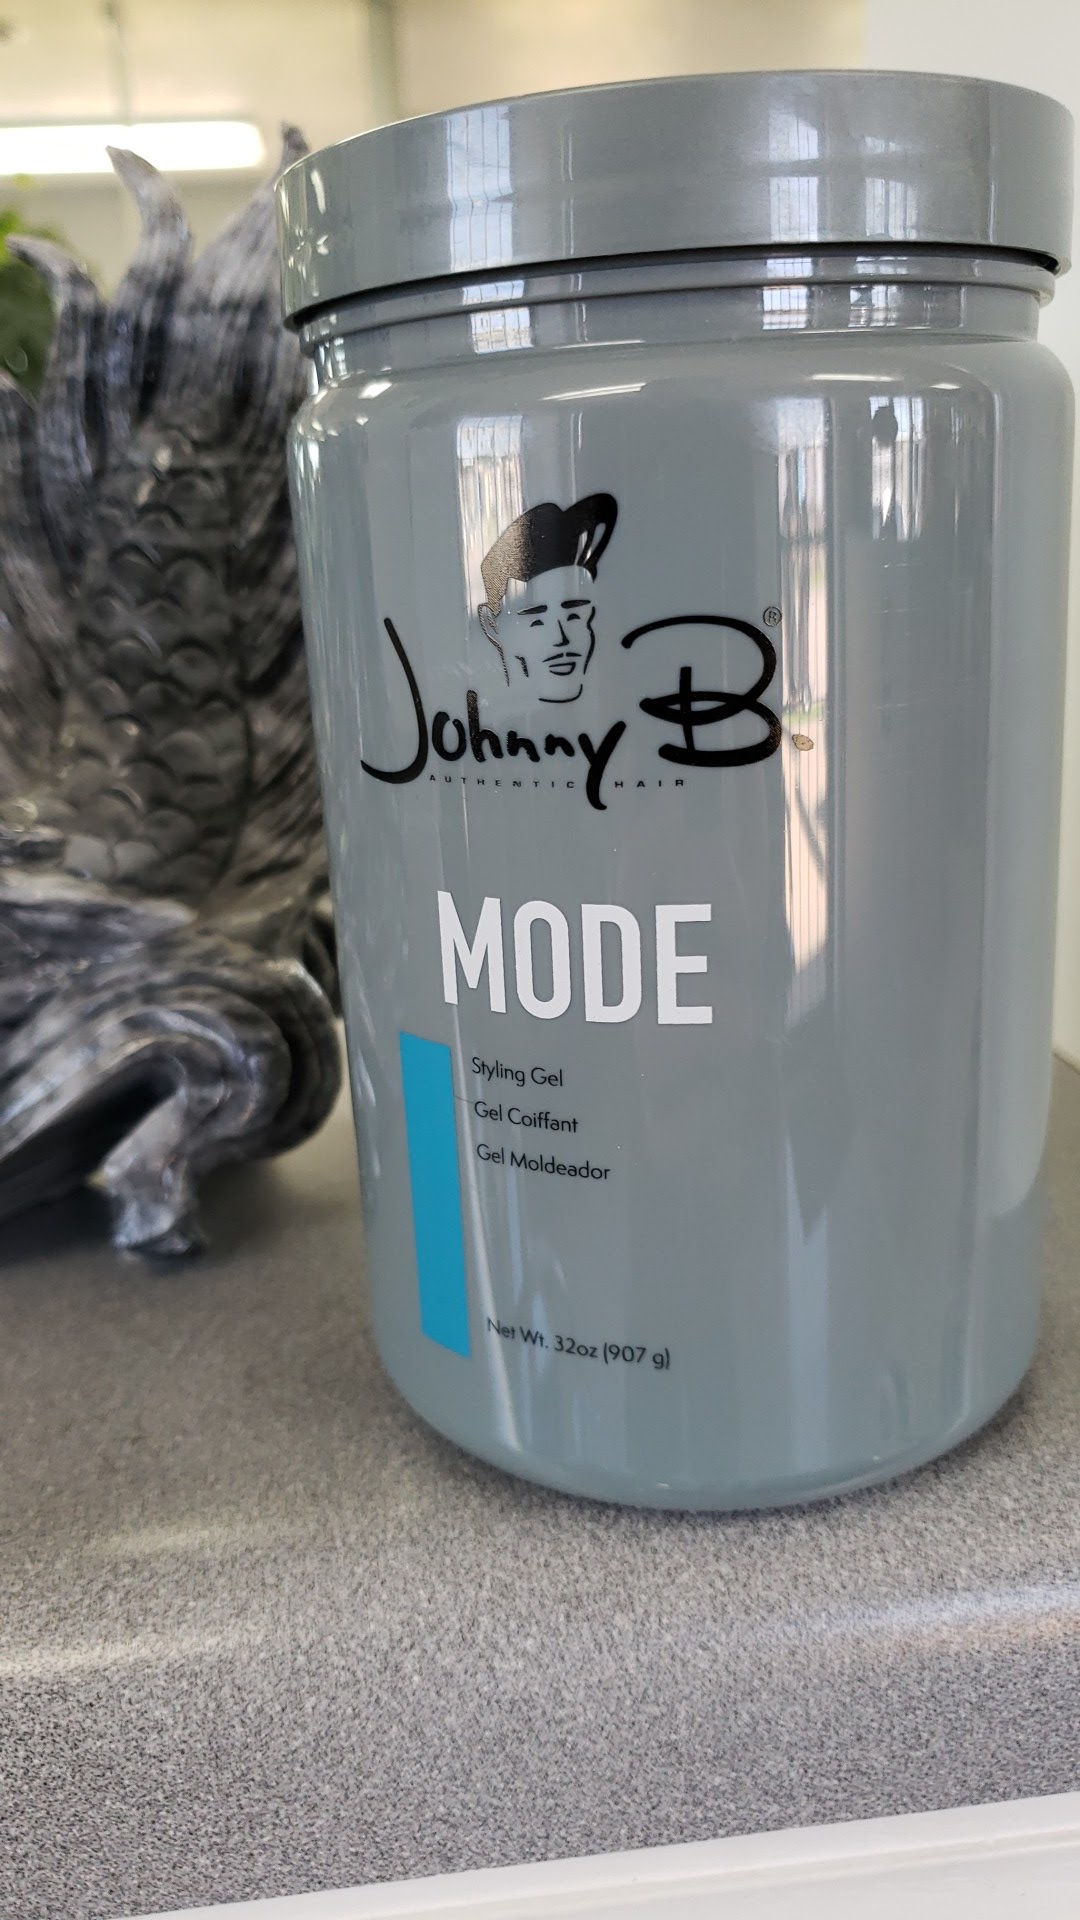 Johnny B.®
AUTHENTIC HAIR
MODE
Styling Gel
Gel Coiffant
Gel Moldeador
Net Wt. 32oz (907 g)